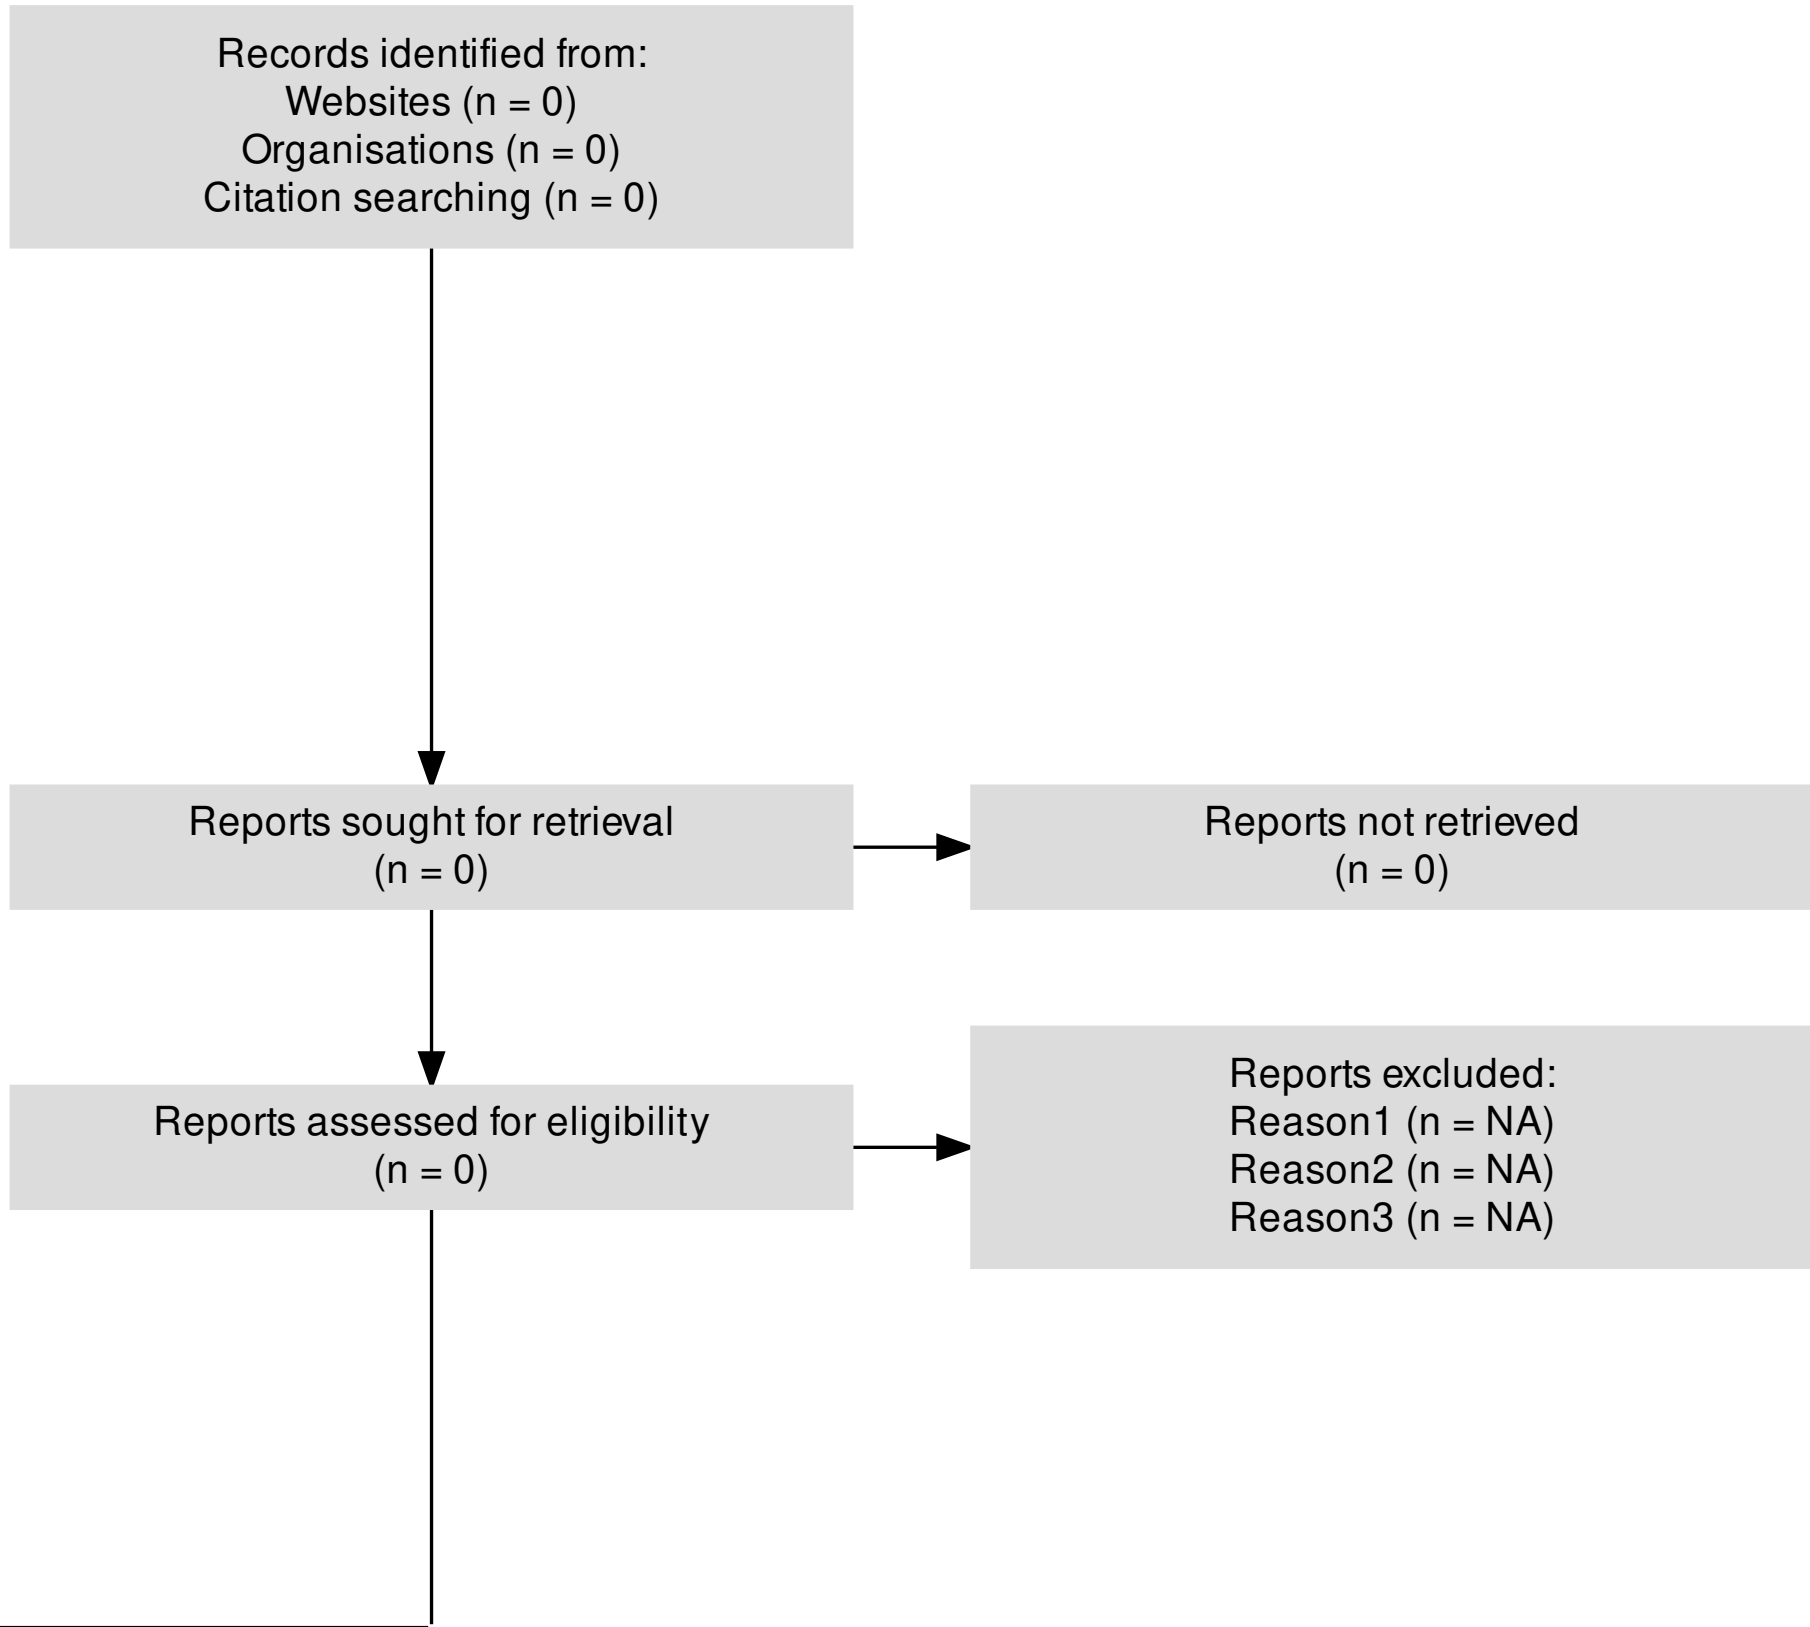 Records identified from:
Websites (n = 0)
Organisations (n = 0)
Citation searching (n = 0)
Reports sought for retrieval
(n = 0)
Reports not retrieved
(n = 0)
Reports assessed for eligibility
(n = 0)
Reports excluded:
Reason1 (n = NA)
Reason2 (n = NA)
Reason3 (n = NA)